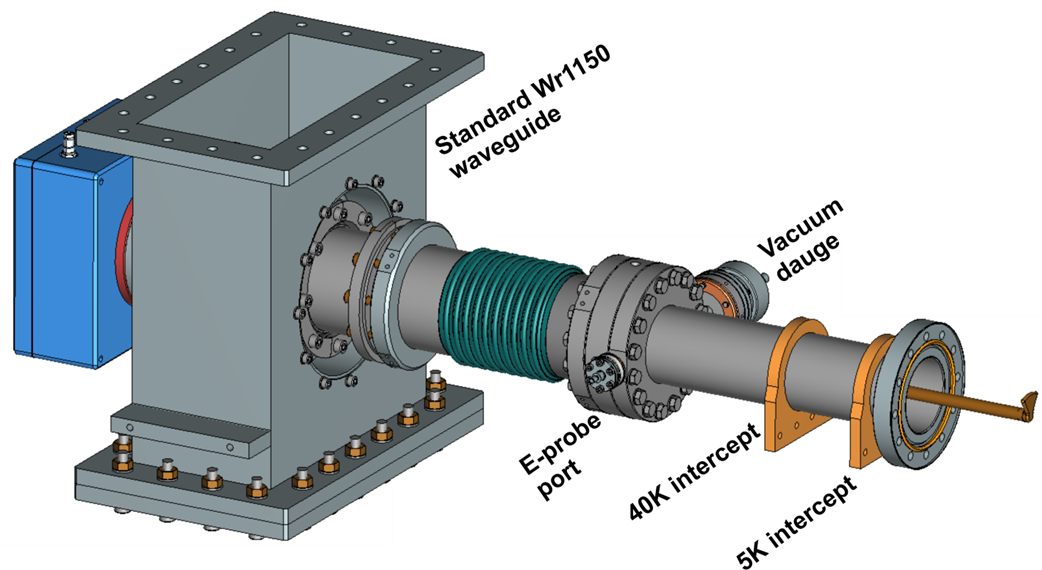 Standard Wr1150
waveguide
Vacuum
dauge
E-probe
port
40K intercept
5K intercept